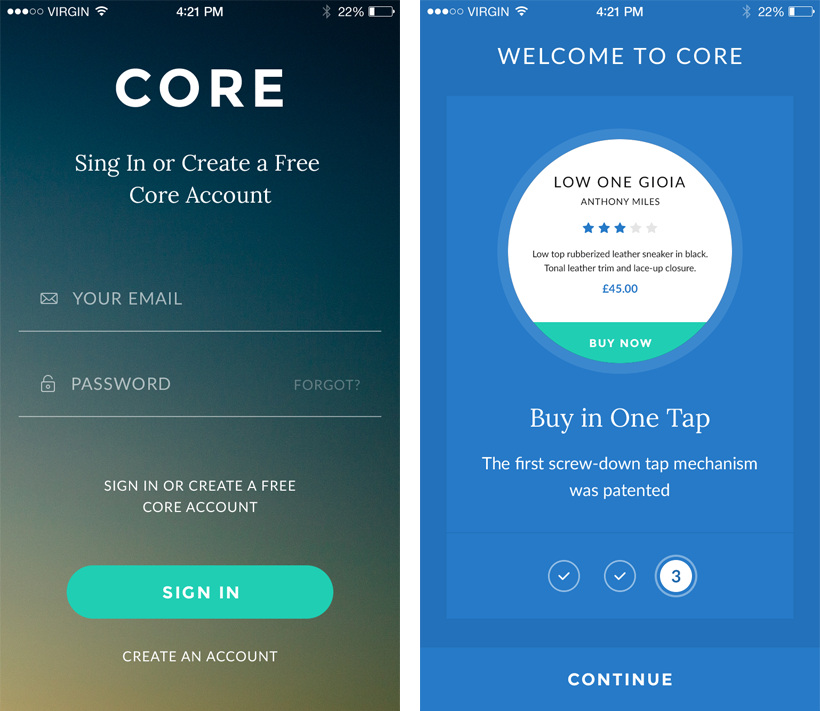 VIRGIN 4:21 PM 22%
CORE
Sing In or Create a Free
Core Account
YOUR EMAIL
PASSWORD FORGOT?
SIGN IN OR CREATE A FREE
CORE ACCOUNT
SIGN IN
CREATE AN ACCOUNT
VIRGIN 4:21 PM 22%
WELCOME TO CORE
LOW ONE GIOIA
ANTHONY MILES
Low top rubberized leather sneaker in black.
Tonal leather trim and lace-up closure.
£45.00
BUY NOW
Buy in One Tap
The first screw-down tap mechanism
was patented
3
CONTINUE